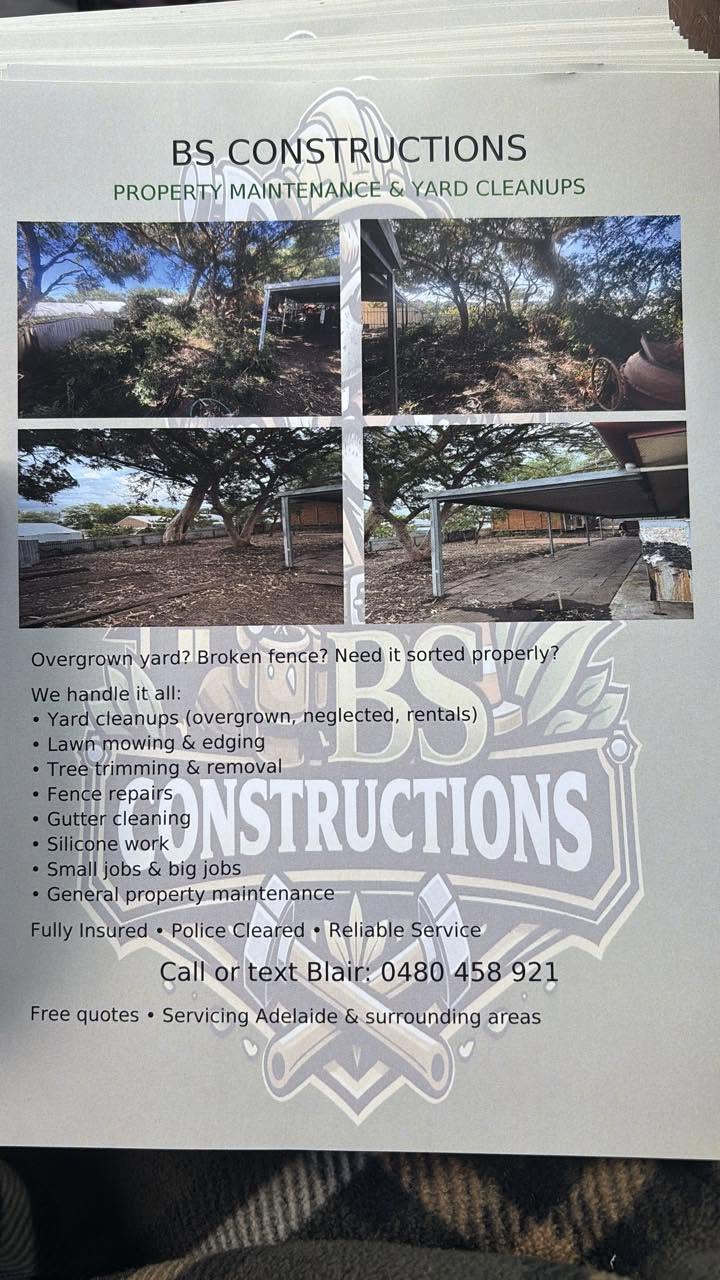 BS CONSTRUCTIONS
PROPERTY MAINTENANCE & YARD CLEANUPS
Overgrown yard? Broken fence? Need it sorted properly?
We handle it all:
• Yard cleanups (overgrown, neglected, rentals)
• Lawn mowing & edging
• Tree trimming & removal
• Fence repairs
• Gutter cleaning
• Silicone work
• Small jobs & big jobs
• General property maintenance
Fully Insured • Police Cleared • Reliable Service
Call or text Blair: 0480 458 921
Free quotes • Servicing Adelaide & surrounding areas
BS
CONSTRUCTIONS